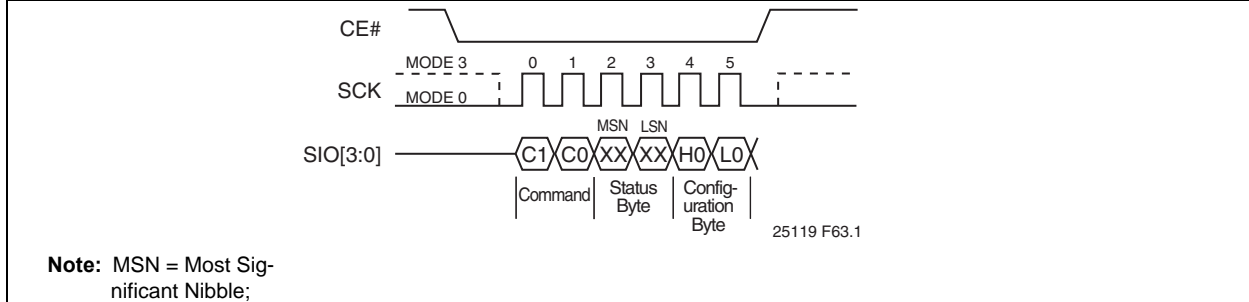 CE#
MODE 3 0 1 2 3 4 5
SCK
MODE 0
MSN LSN
SIO[3:0] C1 C0 XX XX H0 L0
Command Status Byte Config-uration Byte
25119 F63.1
Note: MSN = Most Sig-
nificant Nibble;